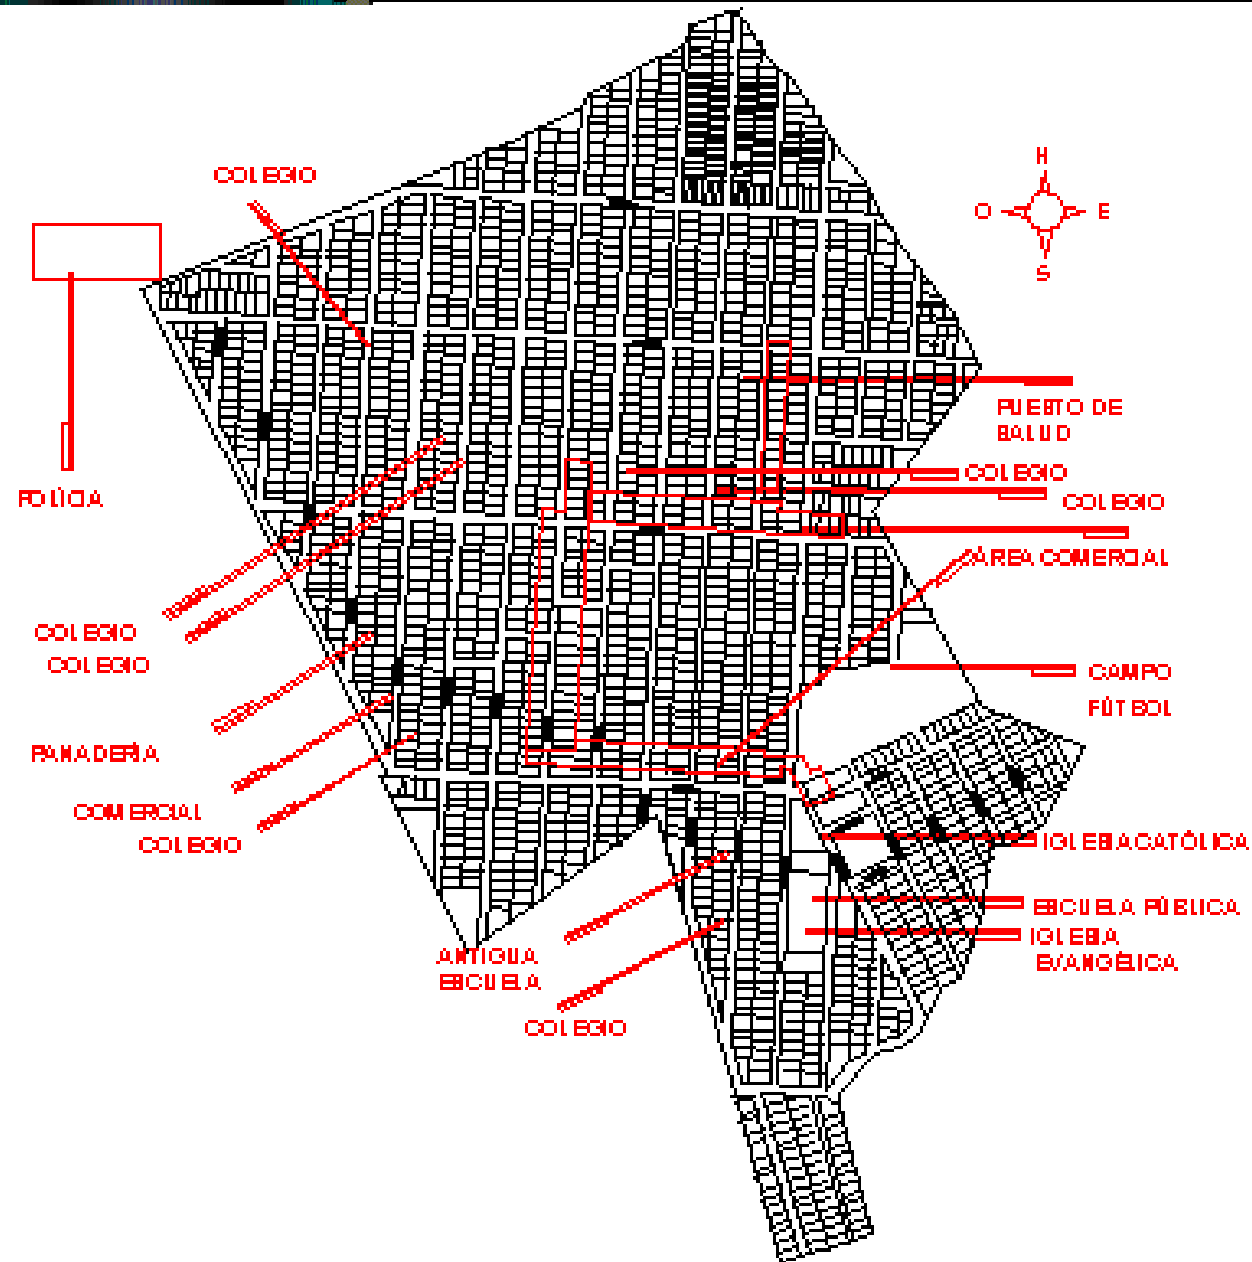 COLEGIO
N
O
E
S
PUESTO DE
SALUD
COLEGIO
COLEGIO
POLÍCIA
ÁREA COMERCIAL
COLEGIO
COLEGIO
CAMPO
FÚTBOL
PANADERÍA
COMERCIAL
COLEGIO
IGLESIA CATÓLICA
ESCUELA PÚBLICA
IGLESIA
EVANGÉLICA
ANTIGUA
ESCUELA
COLEGIO